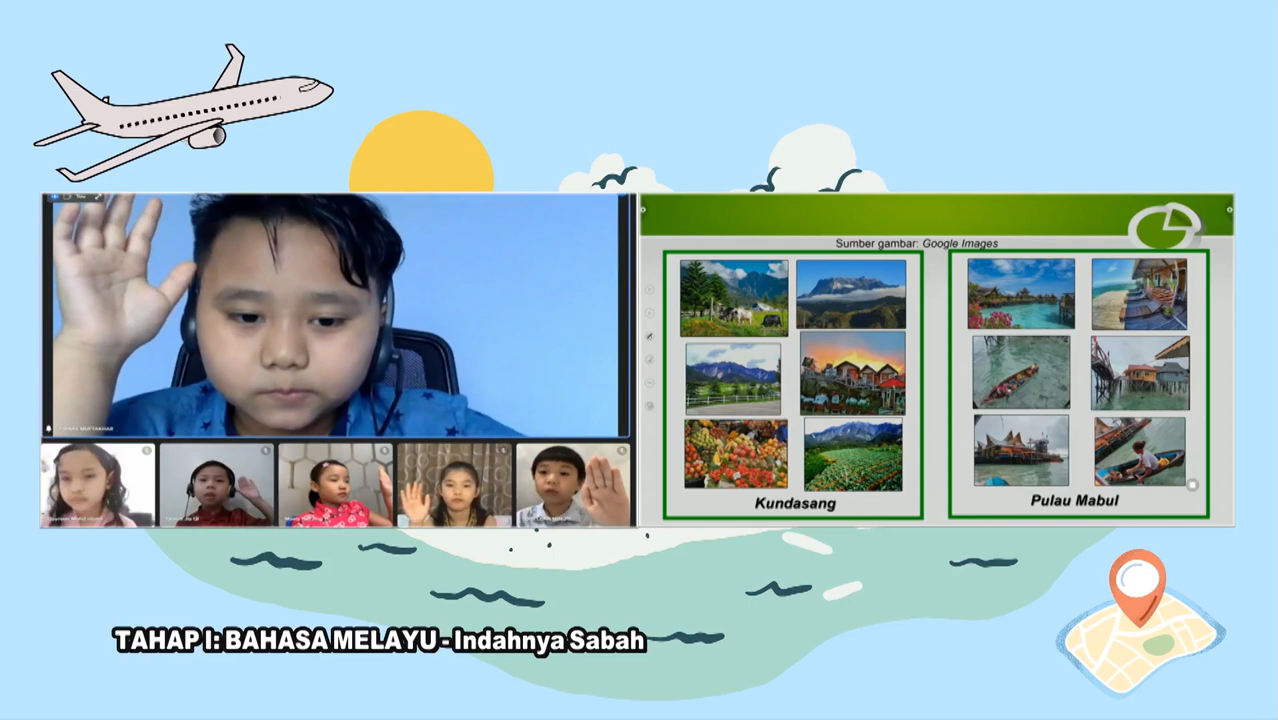 Sumber gambar: Google Images
Kundasang
Pulau Mabul
TAHAP I: BAHASA MELAYU - Indahnya Sabah